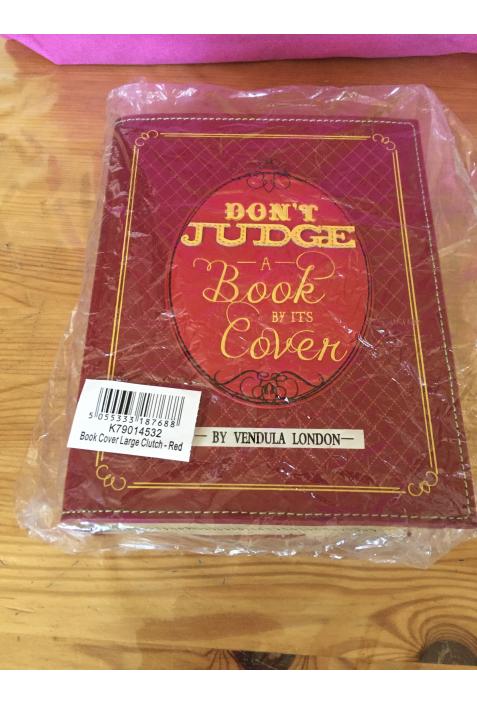 DON'T
JUDGE
A
Book
BY ITS
Cover
5 055333 187688
K79014532
Book Cover Large Clutch - Red
— BY VENDULA LONDON —